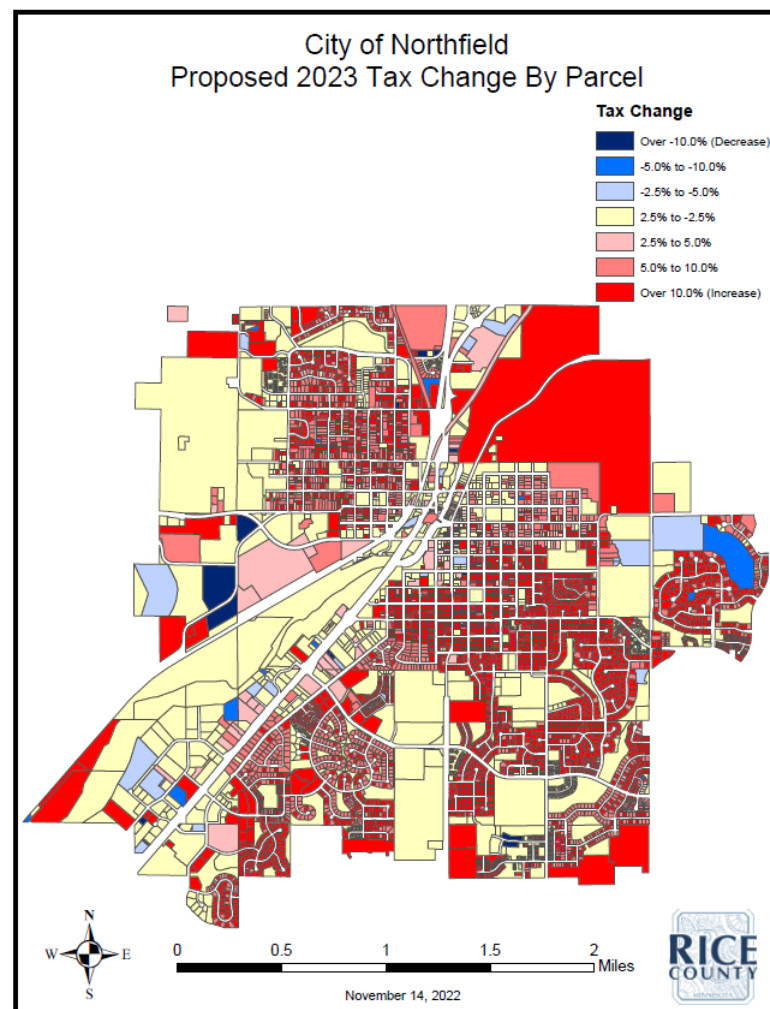 City of Northfield
Proposed 2023 Tax Change By Parcel
Tax Change
Over -10.0% (Decrease)
-5.0% to -10.0%
-2.5% to -5.0%
2.5% to -2.5%
2.5% to 5.0%
5.0% to 10.0%
Over 10.0% (Increase)
N
W E
S
0 0.5 1 1.5 2
Miles
November 14, 2022
RICE
COUNTY
MINNESOTA